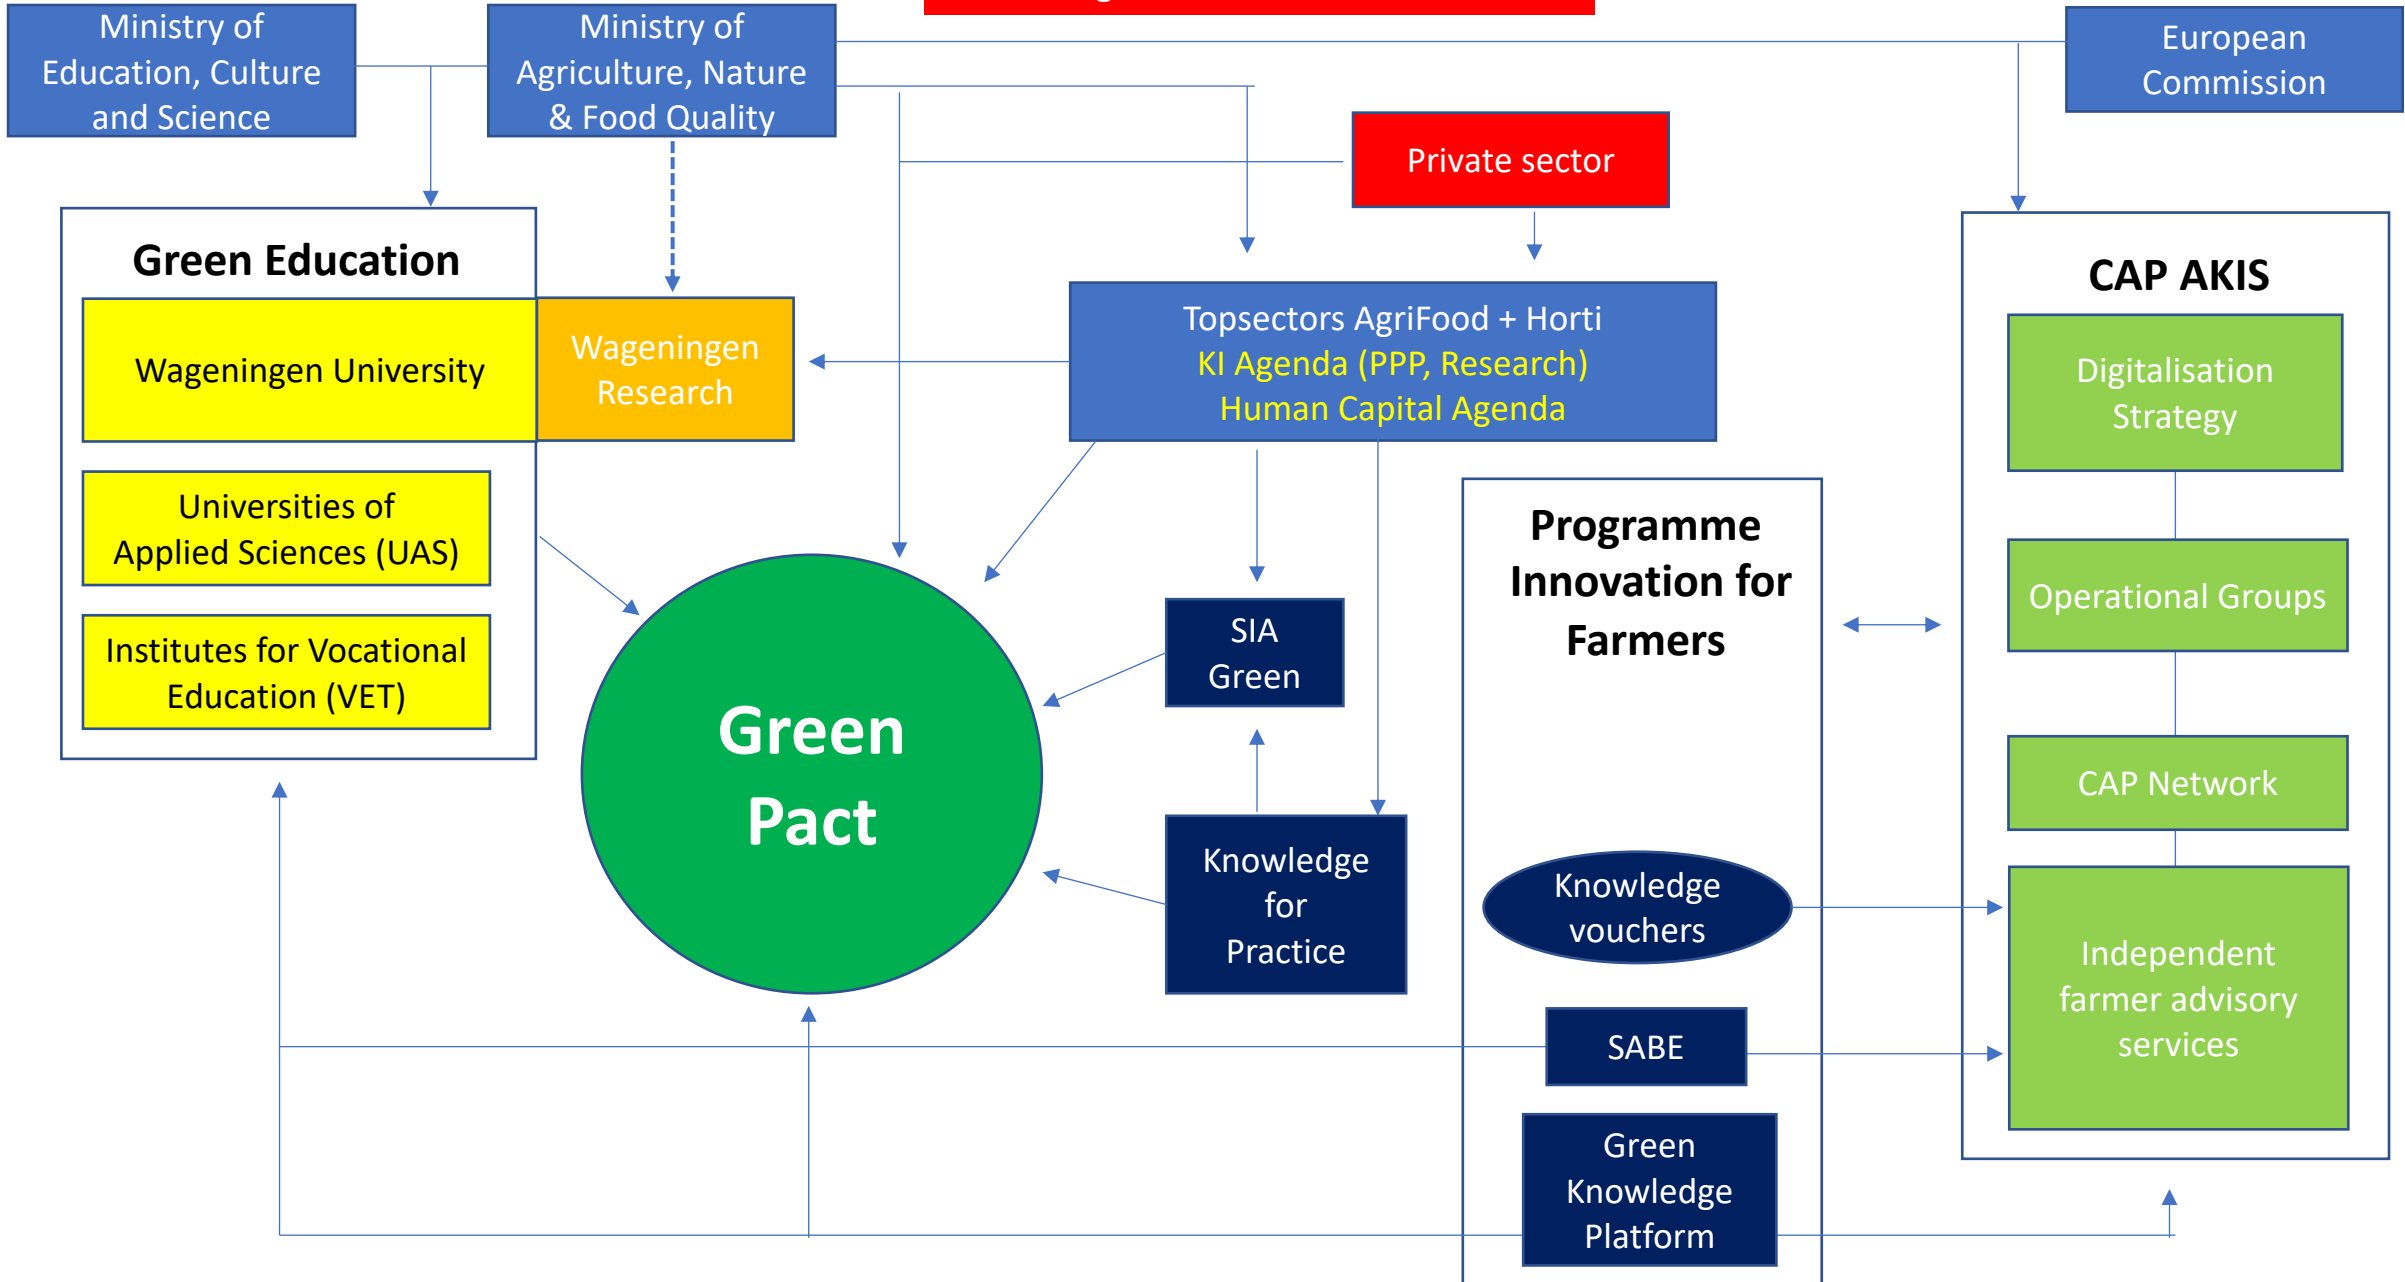 Ministry of
Education, Culture
and Science
Ministry of
Agriculture, Nature
& Food Quality
European
Commission
Private sector
Green Education
Wageningen University
Wageningen
Research
Universities of
Applied Sciences (UAS)
Institutes for Vocational
Education (VET)
Topsectors AgriFood + Horti
KI Agenda (PPP, Research)
Human Capital Agenda
Green
Pact
SIA
Green
Knowledge
for
Practice
Programme
Innovation for
Farmers
Knowledge
vouchers
SABE
Green
Knowledge
Platform
CAP AKIS
Digitalisation
Strategy
Operational Groups
CAP Network
Independent
farmer advisory
services